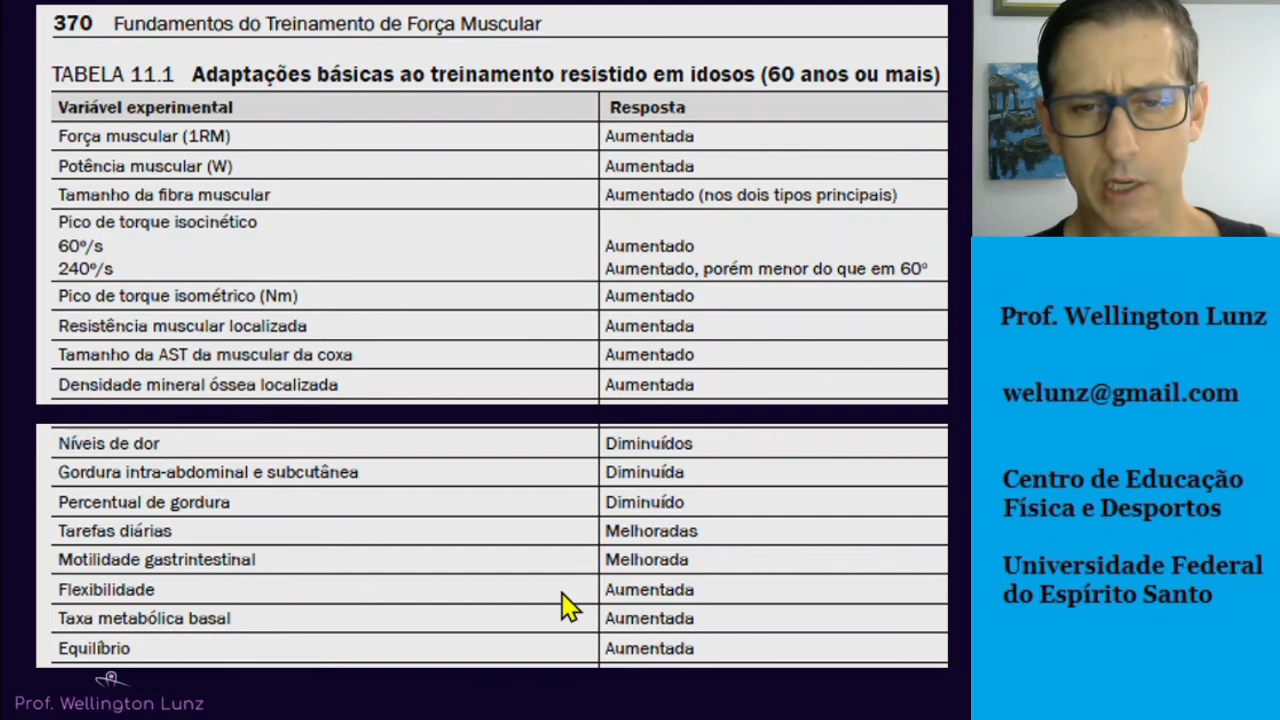 370 Fundamentos do Treinamento de Força Muscular
TABELA 11.1 Adaptações básicas ao treinamento resistido em idosos (60 anos ou mais)
Variável experimental Resposta
Força muscular (1RM) Aumentada
Potência muscular (W) Aumentada
Tamanho da fibra muscular Aumentado (nos dois tipos principais)
Pico de torque isocinético
60º/s Aumentado
240º/s Aumentado, porém menor do que em 60º
Pico de torque isométrico (Nm) Aumentado
Resistência muscular localizada Aumentada
Tamanho da AST da muscular da coxa Aumentado
Densidade mineral óssea localizada Aumentada
Níveis de dor Diminuídos
Gordura intra-abdominal e subcutânea Diminuída
Percentual de gordura Diminuído
Tarefas diárias Melhoradas
Motilidade gastrintestinal Melhorada
Flexibilidade Aumentada
Taxa metabólica basal Aumentada
Equilíbrio Aumentada
Prof. Wellington Lunz
Prof. Wellington Lunz
welunz@gmail.com
Centro de Educação
Física e Desportos
Universidade Federal
do Espírito Santo